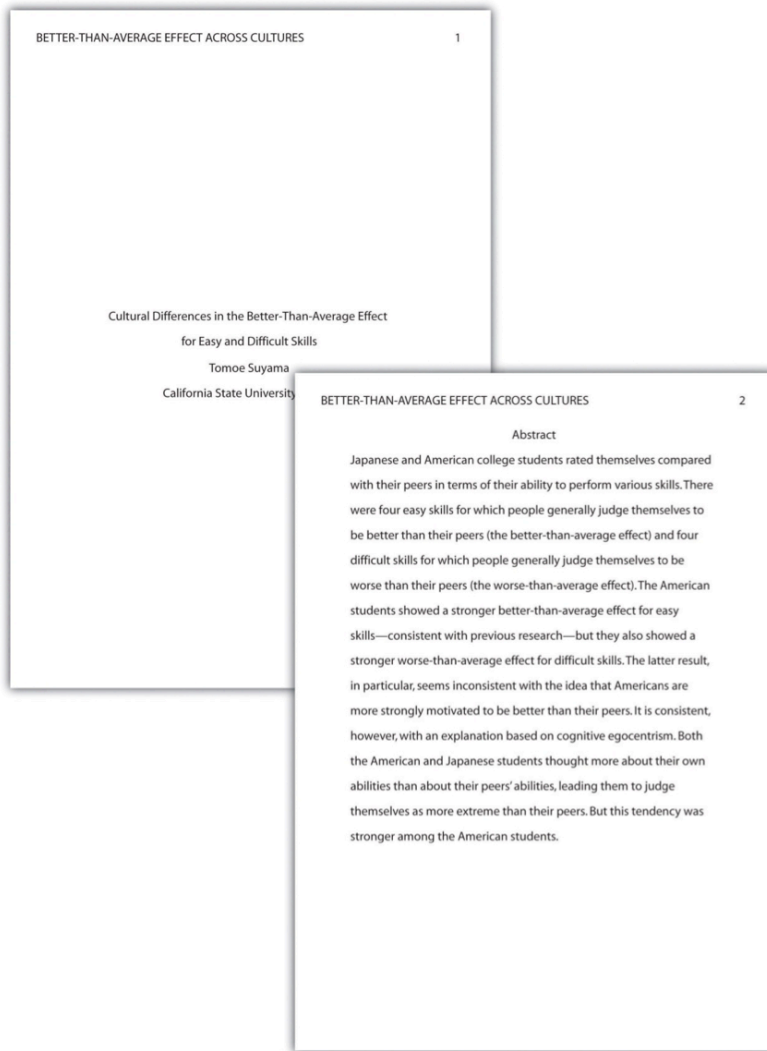 BETTER-THAN-AVERAGE EFFECT ACROSS CULTURES 1
Cultural Differences in the Better-Than-Average Effect
for Easy and Difficult Skills
Tomoe Suyama
California State University
BETTER-THAN-AVERAGE EFFECT ACROSS CULTURES 2
Abstract
Japanese and American college students rated themselves compared
with their peers in terms of their ability to perform various skills. There
were four easy skills for which people generally judge themselves to
be better than their peers (the better-than-average effect) and four
difficult skills for which people generally judge themselves to be
worse than their peers (the worse-than-average effect). The American
students showed a stronger better-than-average effect for easy
skills—consistent with previous research—but they also showed a
stronger worse-than-average effect for difficult skills. The latter result,
in particular, seems inconsistent with the idea that Americans are
more strongly motivated to be better than their peers. It is consistent,
however, with an explanation based on cognitive egocentrism. Both
the American and Japanese students thought more about their own
abilities than about their peers' abilities, leading them to judge
themselves as more extreme than their peers. But this tendency was
stronger among the American students.